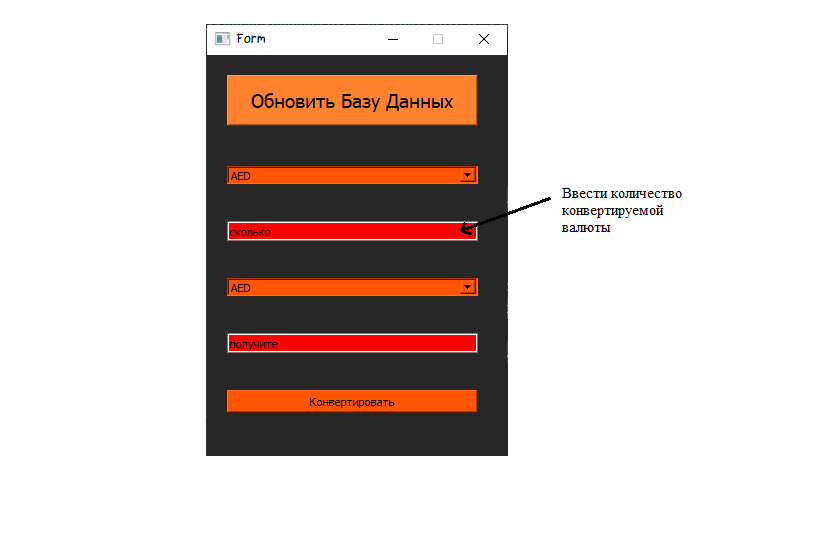 Form
Обновить Базу Данных
AED
сколько
Ввести количество
конвертируемой
валюты
AED
получите
Конвертировать